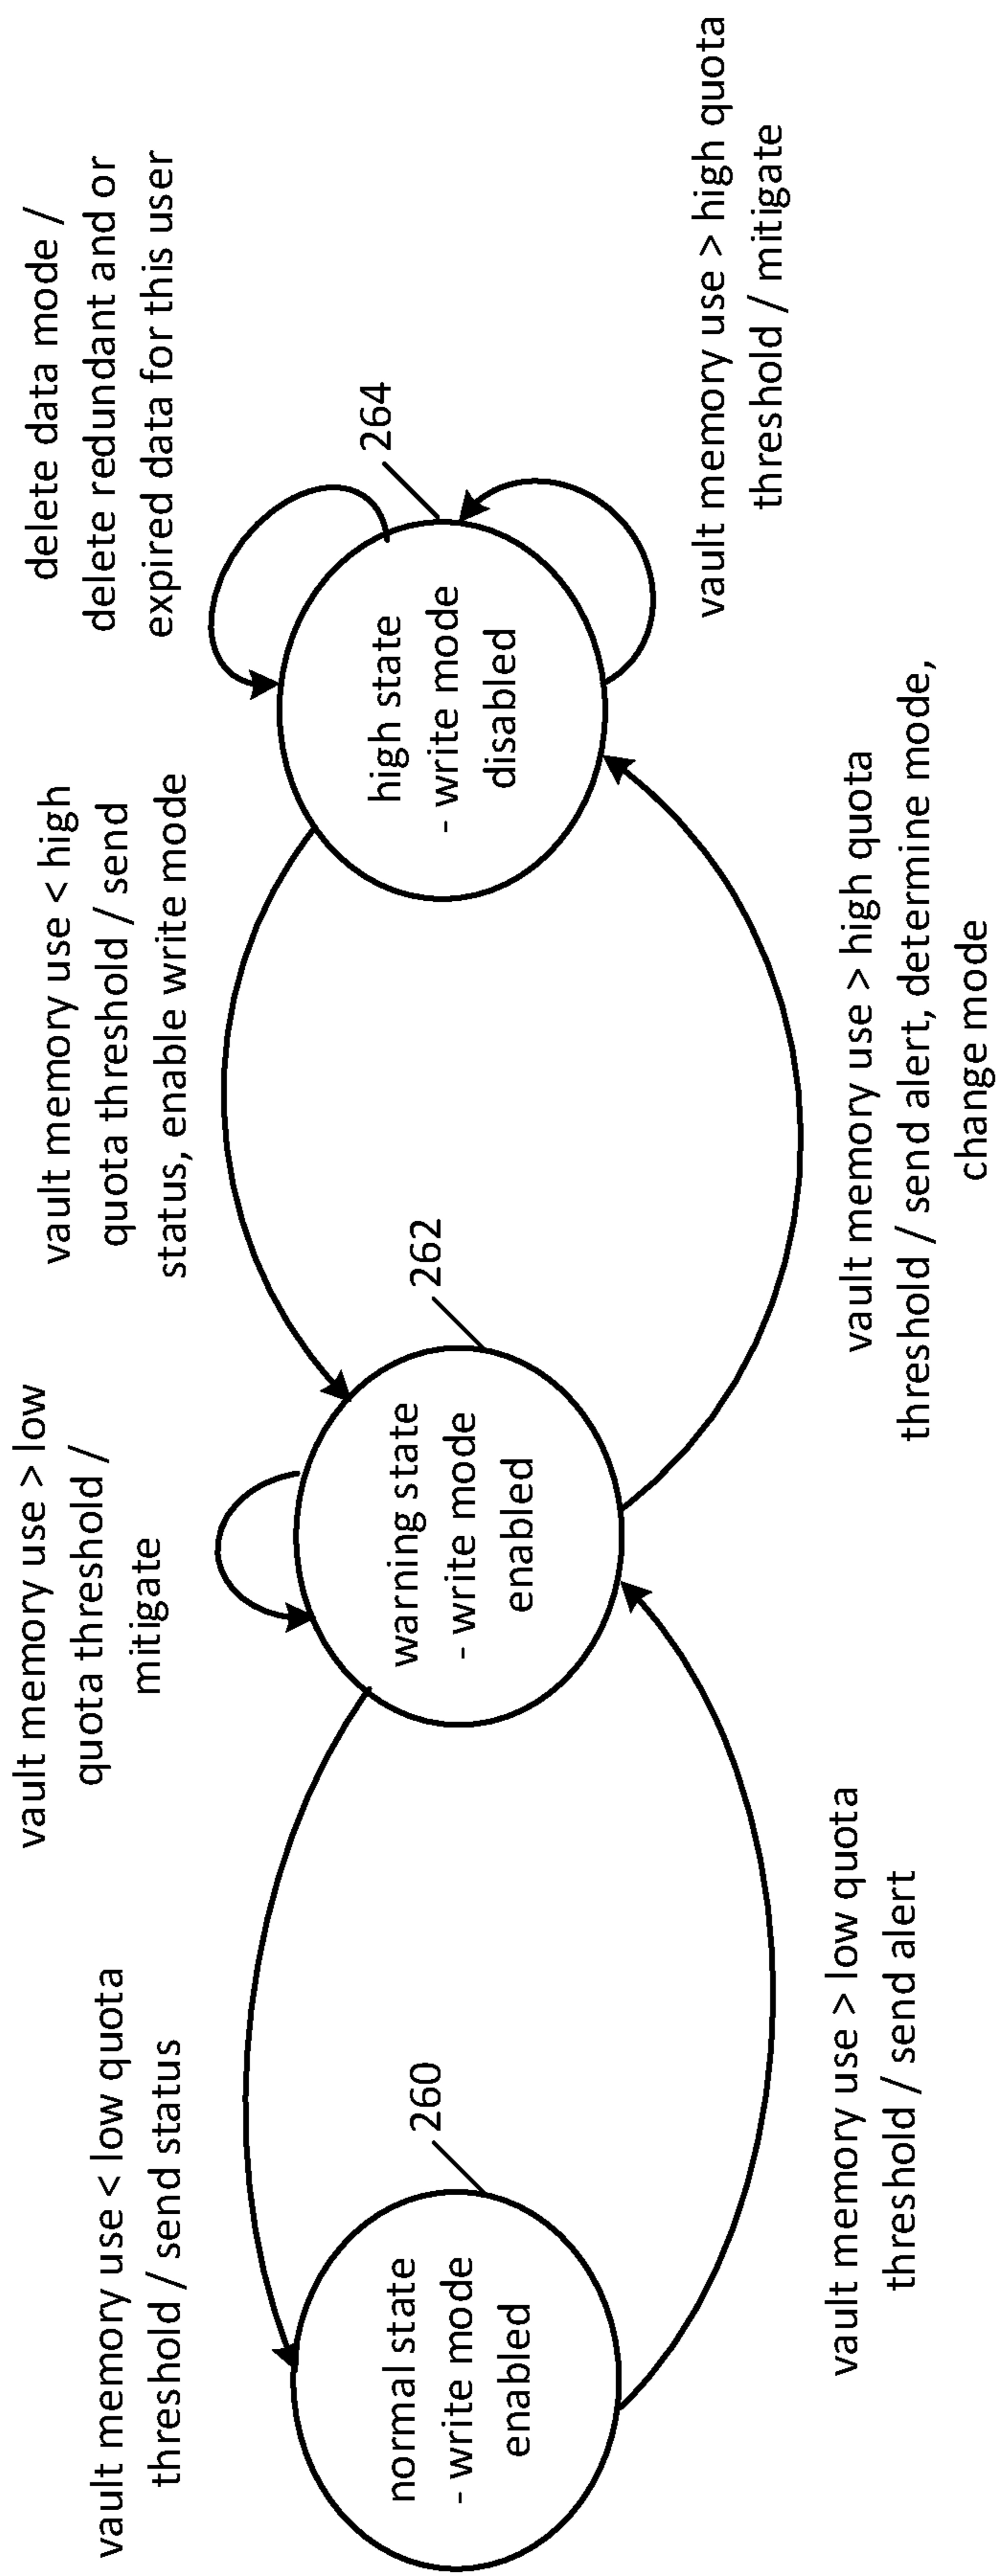 vault memory use < low quota
threshold / send status
vault memory use > low
quota threshold /
mitigate
vault memory use < high
quota threshold / send
status, enable write mode
delete data mode /
delete redundant and or
expired data for this user
260
normal state
- write mode
enabled
262
warning state
- write mode
enabled
264
high state
- write mode
disabled
vault memory use > low quota
threshold / send alert
vault memory use > high quota
threshold / send alert, determine mode,
change mode
vault memory use > high quota
threshold / mitigate